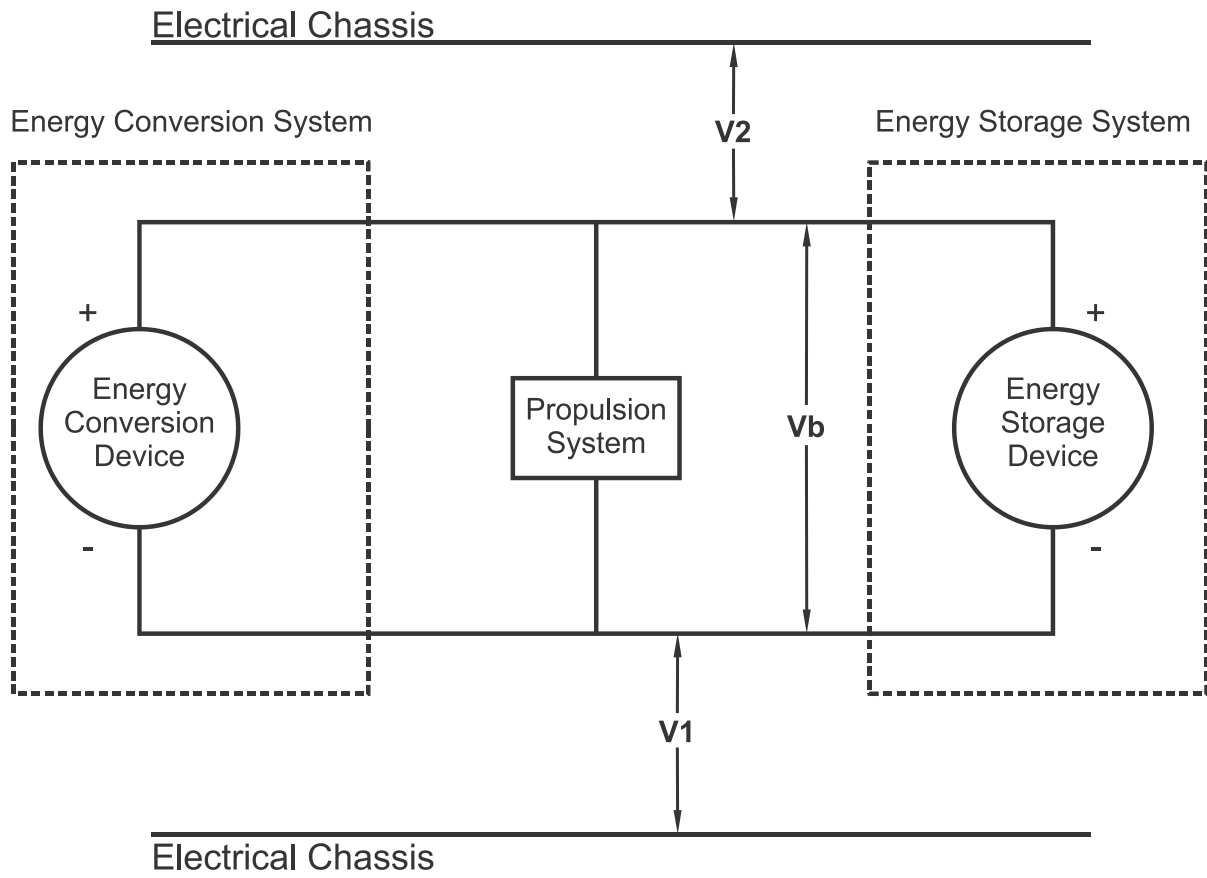 Electrical Chassis
Energy Conversion System
V2
Energy Storage System
+
+
Energy
Conversion
Device
Propulsion
System
Vb
Energy
Storage
Device
-
-
V1
Electrical Chassis